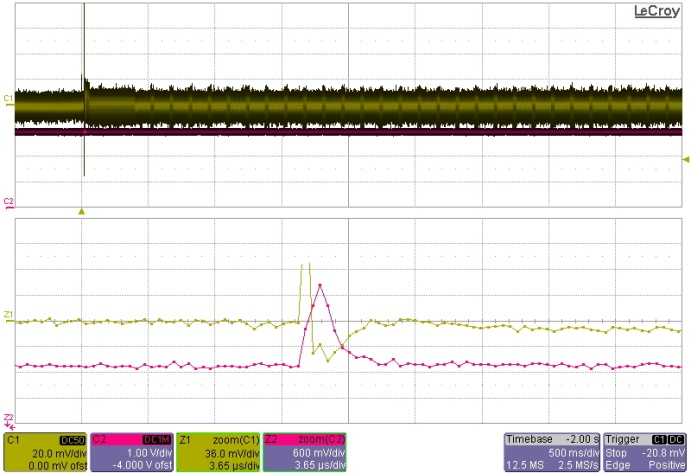 LeCroy
C1
C2
Z1
Z2
C1 DC50
20.0 mV/div
0.00 mV ofst
C2 DC1M
1.00 V/div
-4.000 V ofst
Z1 zoom(C1)
36.0 mV/div
3.65 µs/div
Z2 zoom(C2)
600 mV/div
3.65 µs/div
Timebase -2.00 s
500 ms/div
12.5 MS 2.5 MS/s
Trigger C1 DC
Stop -20.8 mV
Edge Positive